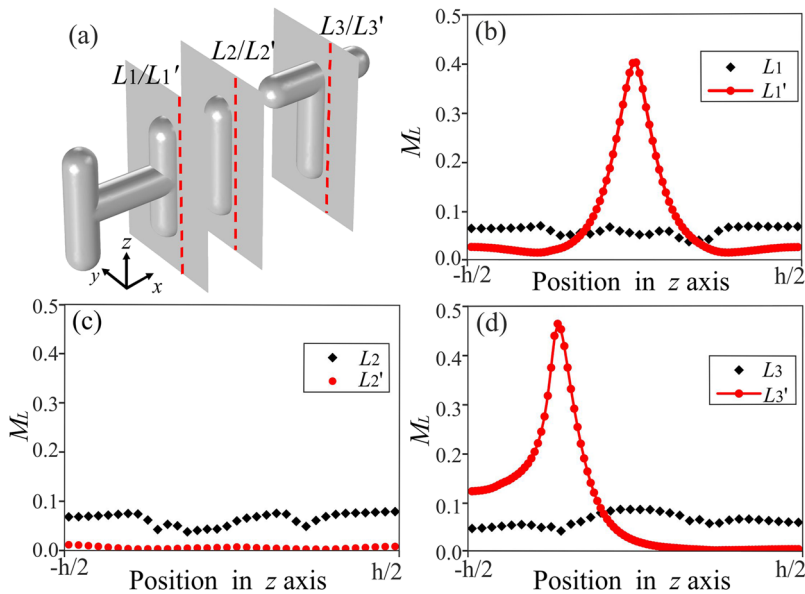 (a)
L1/L1'
L2/L2'
L3/L3'
z
y
x
(b)
0.5
0.4
0.3
0.2
0.1
0.0
ML
L1
L1'
-h/2
Position in z axis
h/2
(c)
0.5
0.4
0.3
0.2
0.1
0.0
ML
L2
L2'
-h/2
Position in z axis
h/2
(d)
0.5
0.4
0.3
0.2
0.1
0.0
ML
L3
L3'
-h/2
Position in z axis
h/2